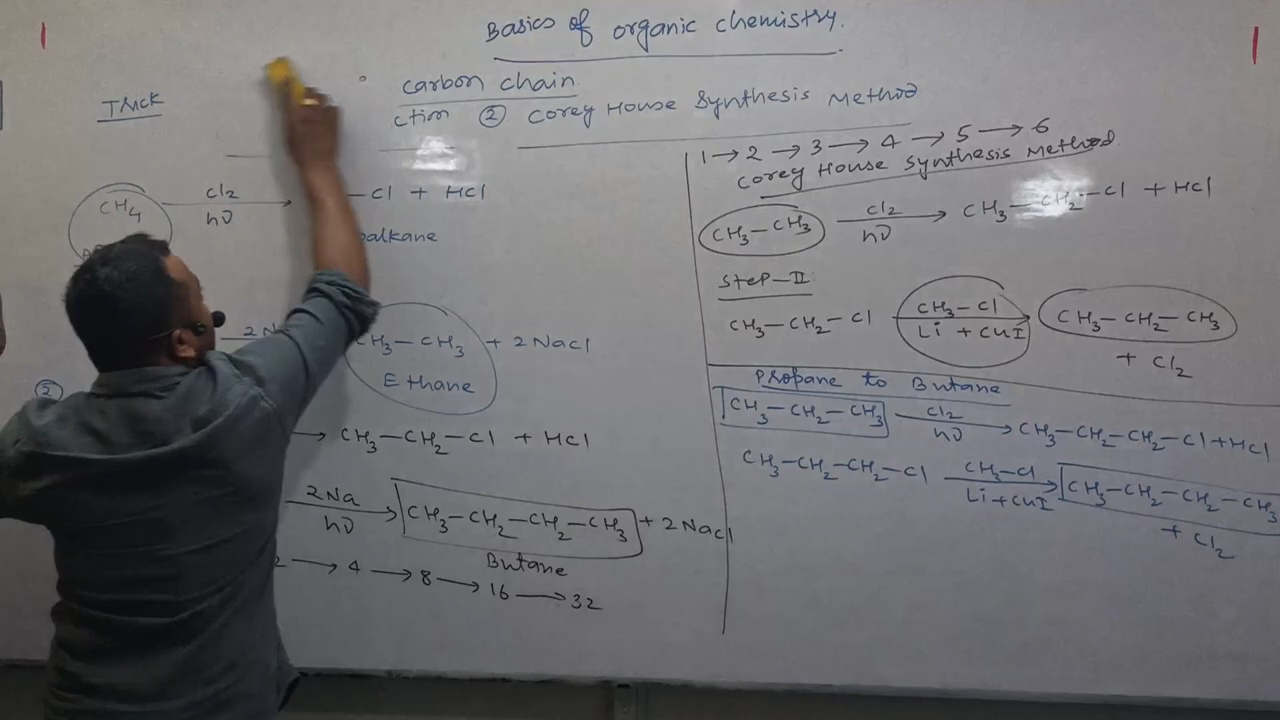 Basics of organic chemistry.
Trick
carbon chain
ction ② Corey House Synthesis Method
CH4 Cl2 hν —Cl + HCl
oalkane
2N CH3—CH3 + 2NaCl
Ethane
②
→ CH3—CH2—Cl + HCl
2Na hν → CH3—CH2—CH2—CH3 + 2NaCl
Butane
2 → 4 → 8 → 16 → 32
1 → 2 → 3 → 4 → 5 → 6
Corey House Synthesis Method
CH3—CH3 Cl2 hν → CH3—CH2—Cl + HCl
Step—II
CH3—CH2—Cl CH3—Cl Li + CuI → CH3—CH2—CH3
+ Cl2
Propane to Butane
CH3—CH2—CH3 Cl2 hν → CH3—CH2—CH2—Cl + HCl
CH3—CH2—CH2—Cl CH3—Cl Li + CuI → CH3—CH2—CH2—CH3
+ Cl2